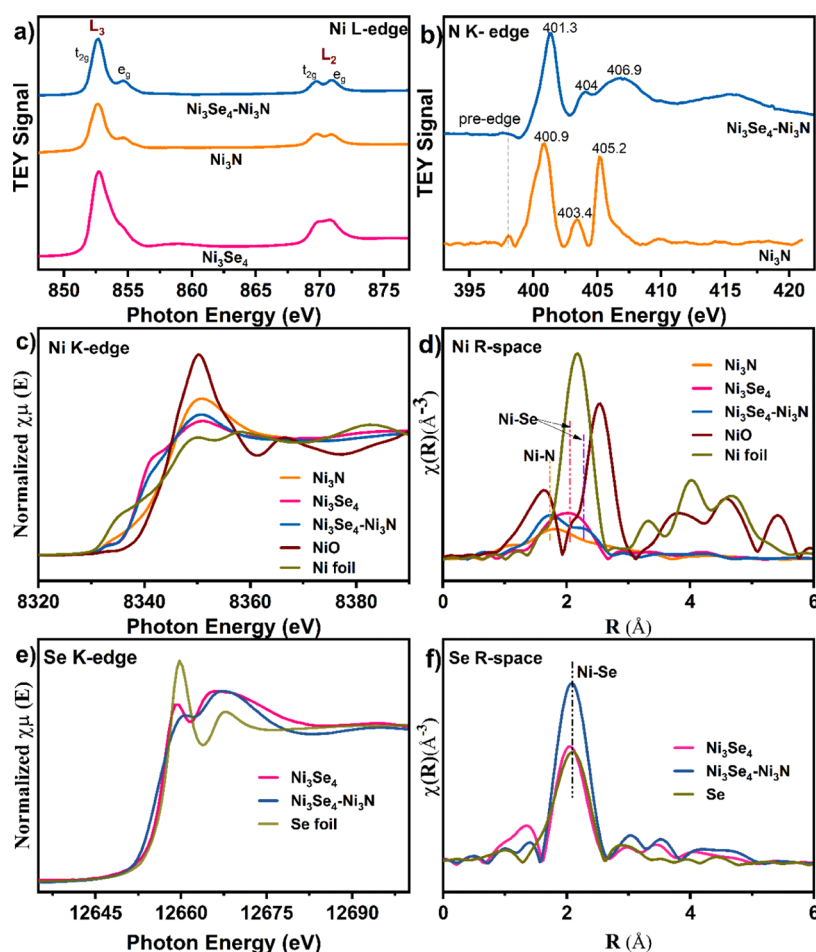 a) L₃ Ni L-edge
t₂g e_g L₂
t₂g e_g
Ni₃Se₄-Ni₃N
Ni₃N
Ni₃Se₄
TEY Signal
850 855 860 865 870 875
Photon Energy (eV)
b) N K- edge
401.3
404 406.9
pre-edge
Ni₃Se₄-Ni₃N
400.9
405.2
403.4
Ni₃N
TEY Signal
395 400 405 410 415 420
Photon Energy (eV)
c) Ni K-edge
Ni₃N
Ni₃Se₄
Ni₃Se₄-Ni₃N
NiO
Ni foil
Normalized χμ (E)
8320 8340 8360 8380
Photon Energy (eV)
d) Ni R-space
Ni₃N
Ni₃Se₄
Ni₃Se₄-Ni₃N
NiO
Ni foil
Ni-Se
Ni-N
χ(R)(Å⁻³)
0 2 4 6
R (Å)
e) Se K-edge
Ni₃Se₄
Ni₃Se₄-Ni₃N
Se foil
Normalized χμ (E)
12645 12660 12675 12690
Photon Energy (eV)
f) Se R-space
Ni-Se
Ni₃Se₄
Ni₃Se₄-Ni₃N
Se
χ(R)(Å⁻³)
0 2 4 6
R (Å)